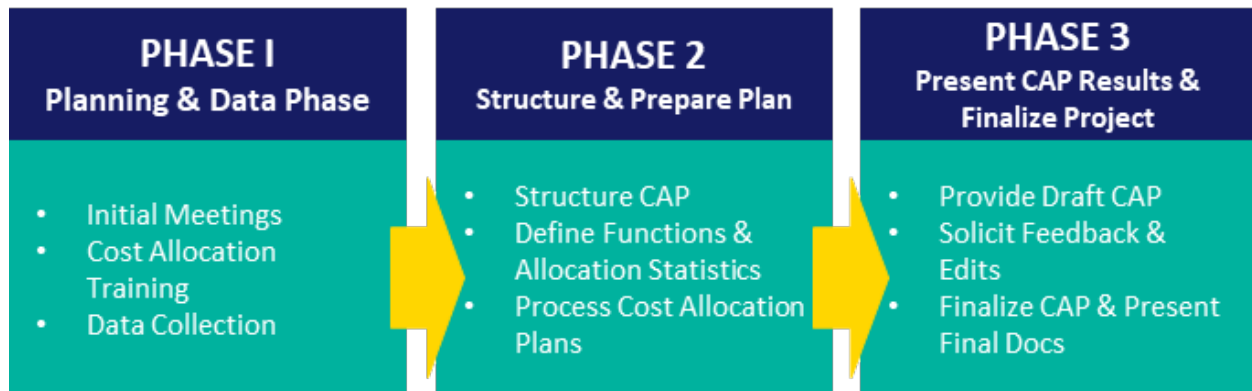 PHASE I
Planning & Data Phase
• Initial Meetings
• Cost Allocation
Training
• Data Collection
PHASE 2
Structure & Prepare Plan
• Structure CAP
• Define Functions &
Allocation Statistics
• Process Cost Allocation
Plans
PHASE 3
Present CAP Results &
Finalize Project
• Provide Draft CAP
• Solicit Feedback &
Edits
• Finalize CAP & Present
Final Docs